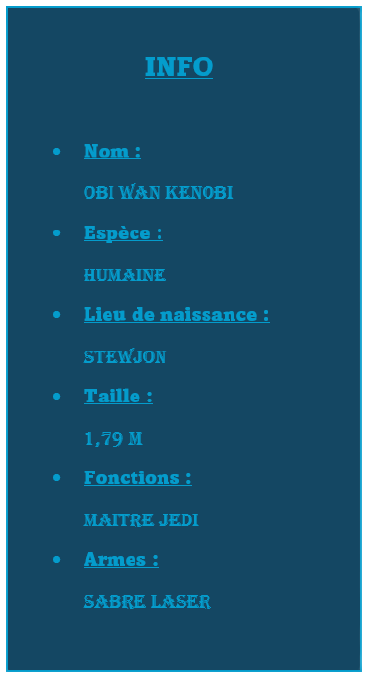 INFO
• Nom :
OBI WAN KENOBI
• Espèce :
HUMAINE
• Lieu de naissance :
STEWJON
• Taille :
1,79 M
• Fonctions :
MAITRE JEDI
• Armes :
SABRE LASER